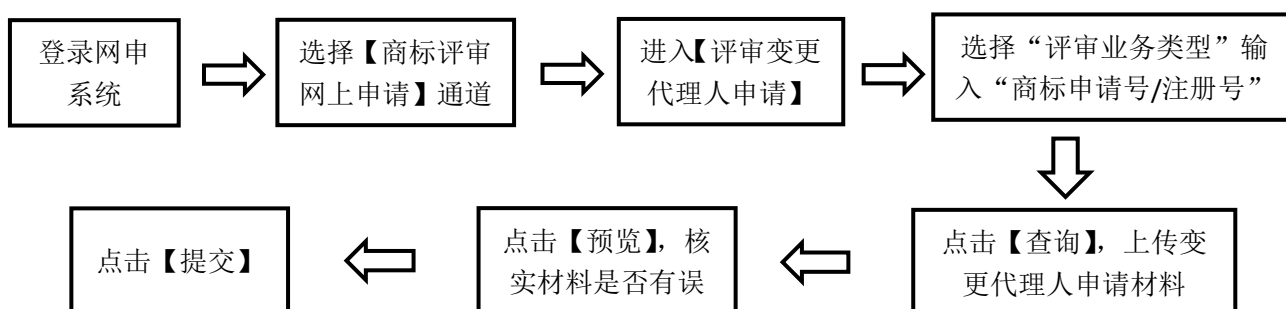 登录网申
系统
选择【商标评审
网上申请】通道
进入【评审变更
代理人申请】
选择“评审业务类型”输
入“商标申请号/注册号”
点击【查询】，上传变
更代理人申请材料
点击【预览】，核
实材料是否有误
点击【提交】